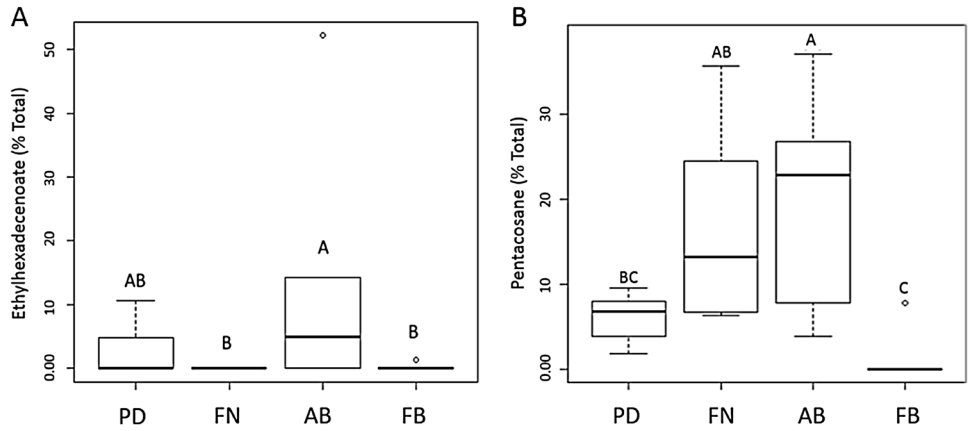 A
Ethylhexadecenoate (% Total)
50
40
30
20
10
0.00
AB
B
A
B
PD FN AB FB
B
Pentacosane (% Total)
30
20
10
0.00
BC
AB
A
C
PD FN AB FB